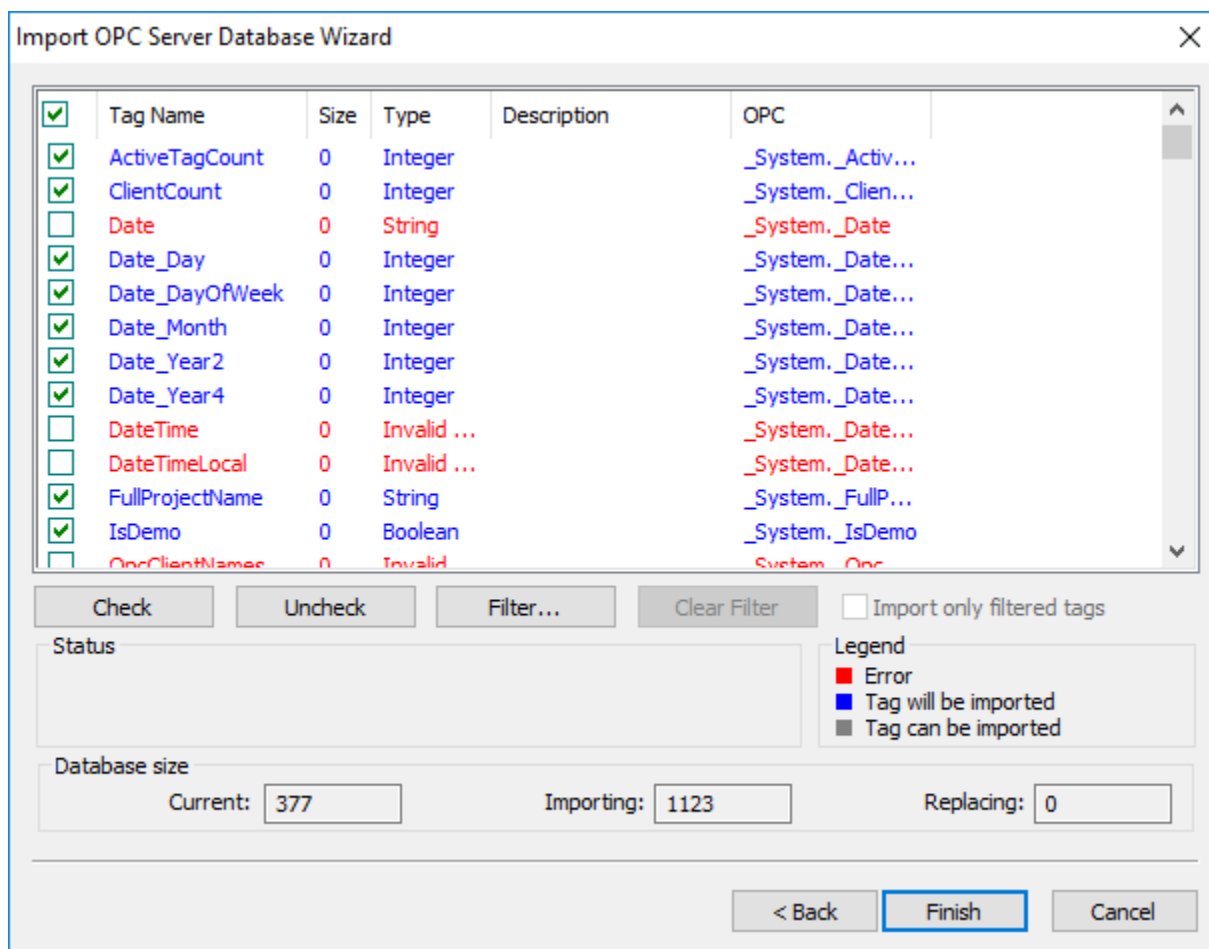 Import OPC Server Database Wizard
Tag Name Size Type Description OPC
ActiveTagCount 0 Integer _System._Activ...
ClientCount 0 Integer _System._Clien...
Date 0 String _System._Date
Date_Day 0 Integer _System._Date...
Date_DayOfWeek 0 Integer _System._Date...
Date_Month 0 Integer _System._Date...
Date_Year2 0 Integer _System._Date...
Date_Year4 0 Integer _System._Date...
DateTime 0 Invalid ... _System._Date...
DateTimeLocal 0 Invalid ... _System._Date...
FullProjectName 0 String _System._FullP...
IsDemo 0 Boolean _System._IsDemo
OpcClientNames 0 Invalid _System._Opc
Check Uncheck Filter... Clear Filter Import only filtered tags
Status Legend
Error
Tag will be imported
Tag can be imported
Database size
Current: 377 Importing: 1123 Replacing: 0
< Back Finish Cancel